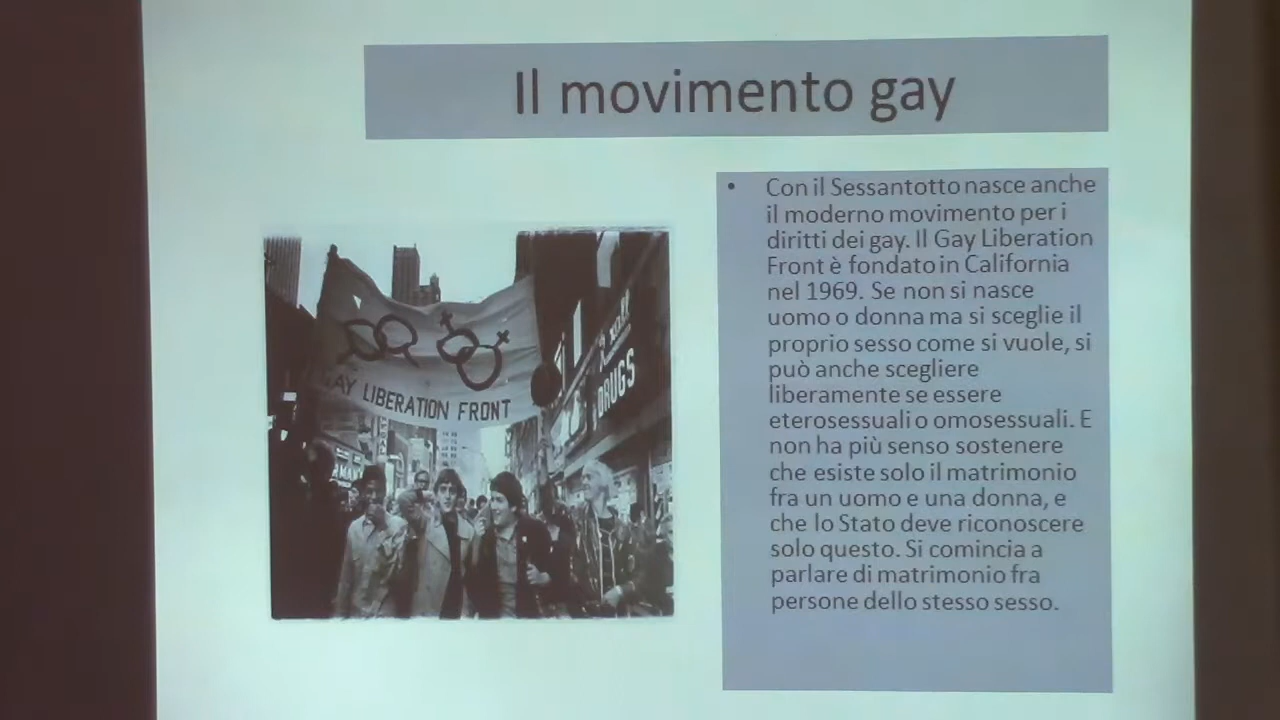 Il movimento gay
• Con il Sessantotto nasce anche
il moderno movimento per i
diritti dei gay. Il Gay Liberation
Front è fondato in California
nel 1969. Se non si nasce
uomo o donna ma si sceglie il
proprio sesso come si vuole, si
può anche scegliere
liberamente se essere
eterosessuali o omosessuali. E
non ha più senso sostenere
che esiste solo il matrimonio
fra un uomo e una donna, e
che lo Stato deve riconoscere
solo questo. Si comincia a
parlare di matrimonio fra
persone dello stesso sesso.
GAY LIBERATION FRONT
DRUGS